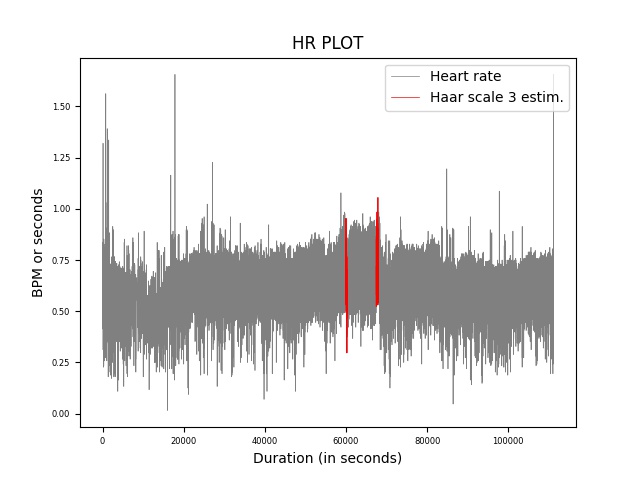 HR PLOT
Heart rate
Haar scale 3 estim.
BPM or seconds
1.50
1.25
1.00
0.75
0.50
0.25
0.00
0
20000
40000
60000
80000
100000
Duration (in seconds)